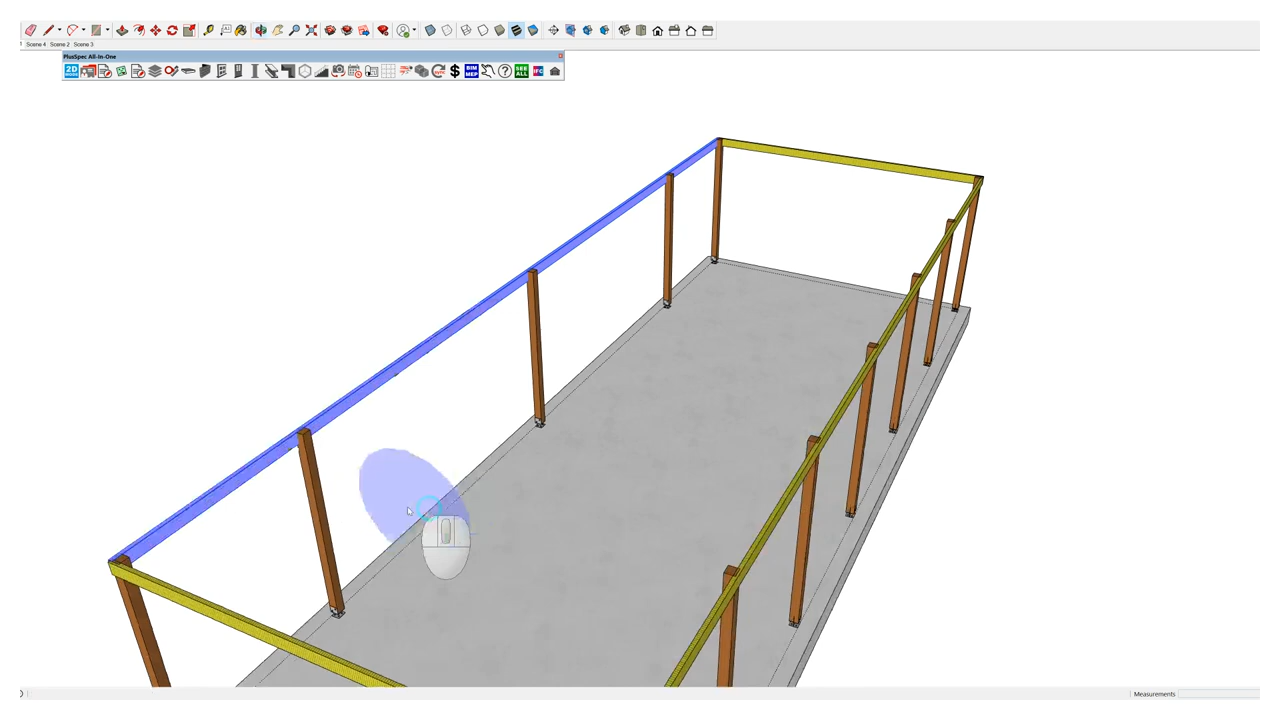 Scene 4 Scene 2 Scene 3
PlusSpec All-In-One
2D
$
BIM
MEP
?
SEE
ALL
IFC
Measurements